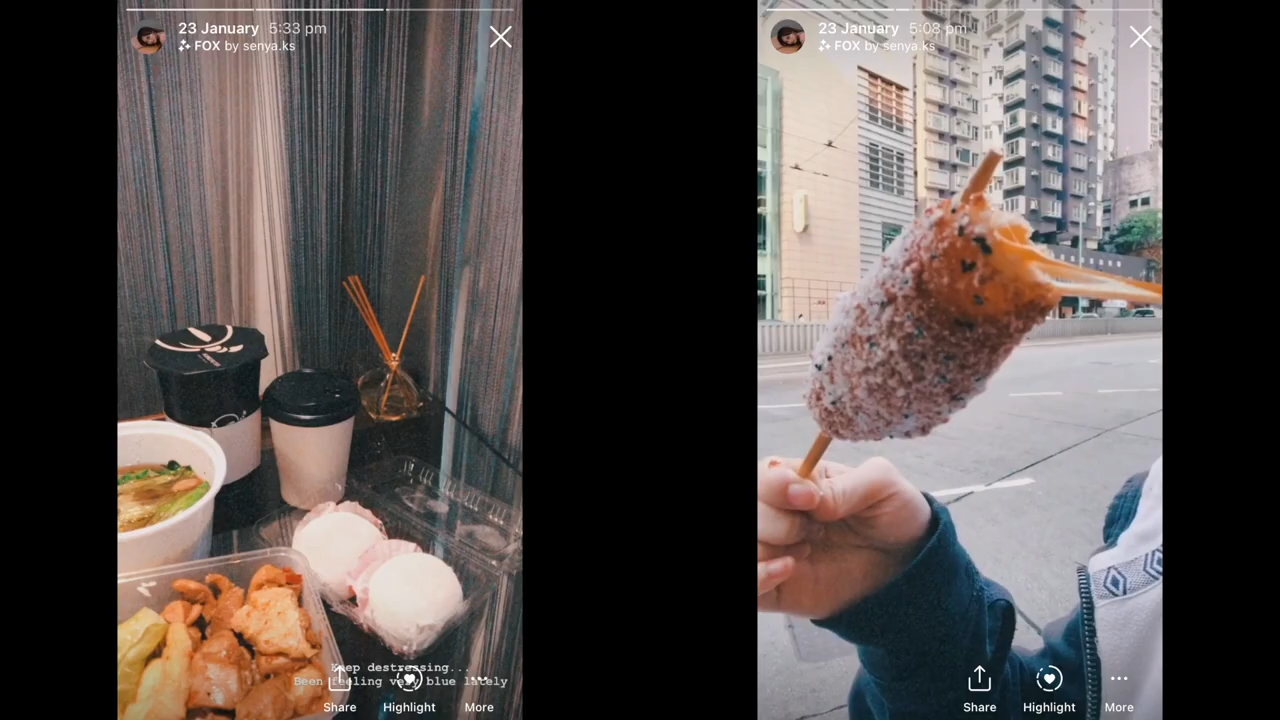 23 January 5:33 pm
FOX by senya.ks
Keep destressing...
Been feeling very blue lately
Share Highlight More
23 January 5:08 pm
FOX by senya.ks
Share Highlight More